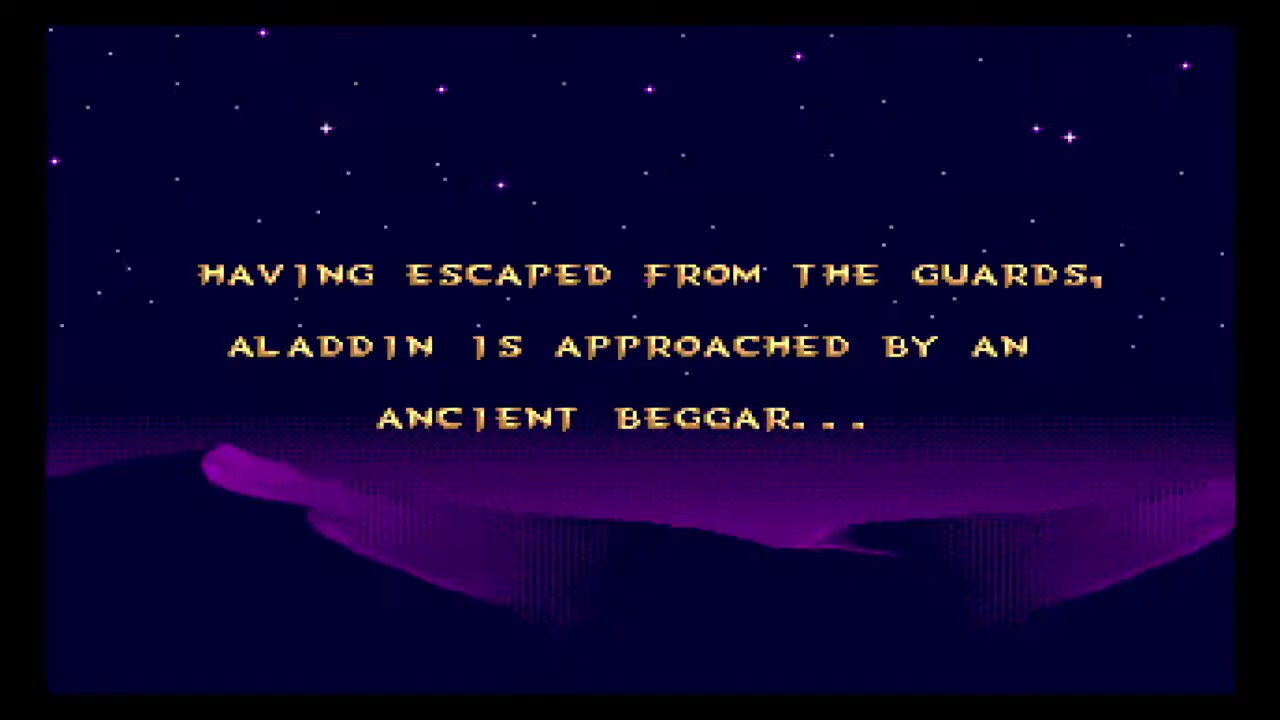 HAVING ESCAPED FROM THE GUARDS,
ALADDIN IS APPROACHED BY AN
ANCIENT BEGGAR...